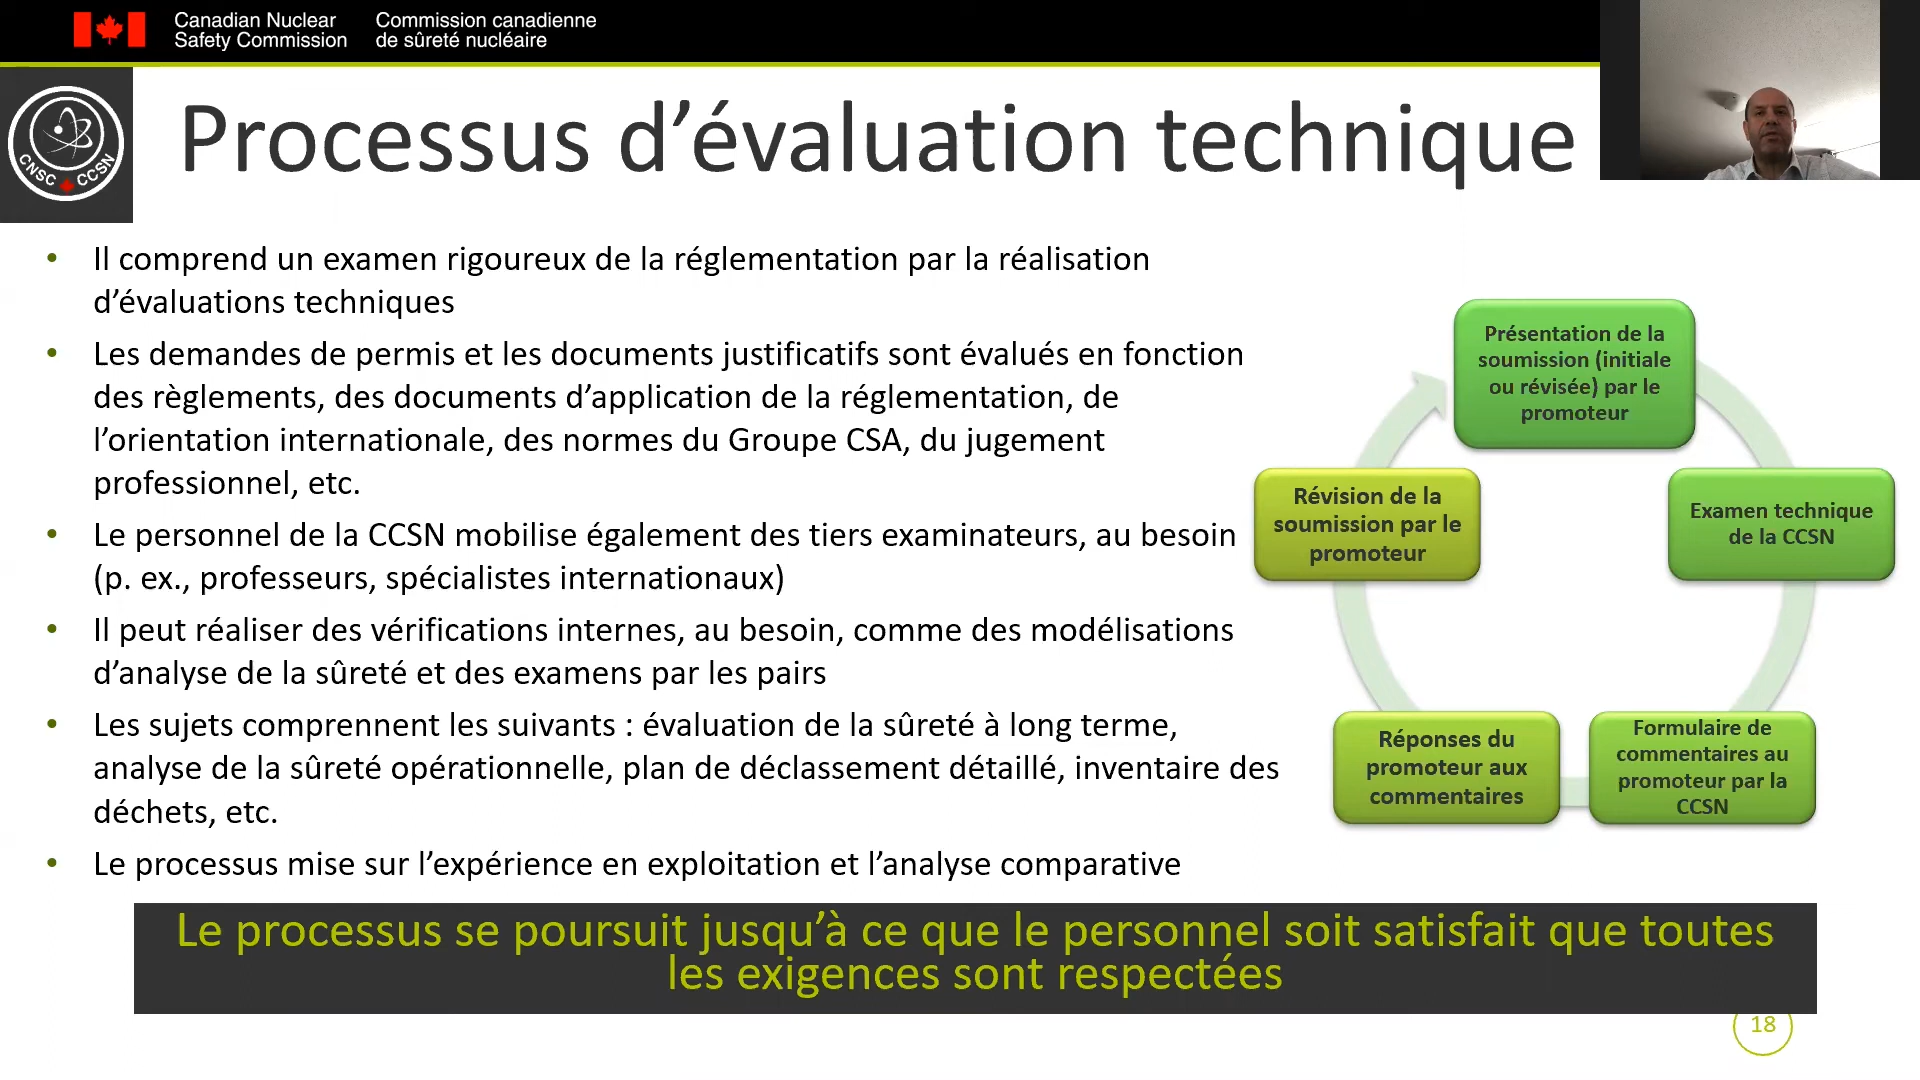 Canadian Nuclear
Safety Commission
Commission canadienne
de sûreté nucléaire
CNSC CCSN
Processus d’évaluation technique
• Il comprend un examen rigoureux de la réglementation par la réalisation
d’évaluations techniques
• Les demandes de permis et les documents justificatifs sont évalués en fonction
des règlements, des documents d’application de la réglementation, de
l’orientation internationale, des normes du Groupe CSA, du jugement
professionnel, etc.
• Le personnel de la CCSN mobilise également des tiers examinateurs, au besoin
(p. ex., professeurs, spécialistes internationaux)
• Il peut réaliser des vérifications internes, au besoin, comme des modélisations
d’analyse de la sûreté et des examens par les pairs
• Les sujets comprennent les suivants : évaluation de la sûreté à long terme,
analyse de la sûreté opérationnelle, plan de déclassement détaillé, inventaire des
déchets, etc.
• Le processus mise sur l’expérience en exploitation et l’analyse comparative
Présentation de la
soumission (initiale
ou révisée) par le
promoteur
Examen technique
de la CCSN
Formulaire de
commentaires au
promoteur par la
CCSN
Réponses du
promoteur aux
commentaires
Révision de la
soumission par le
promoteur
Le processus se poursuit jusqu’à ce que le personnel soit satisfait que toutes
les exigences sont respectées
18